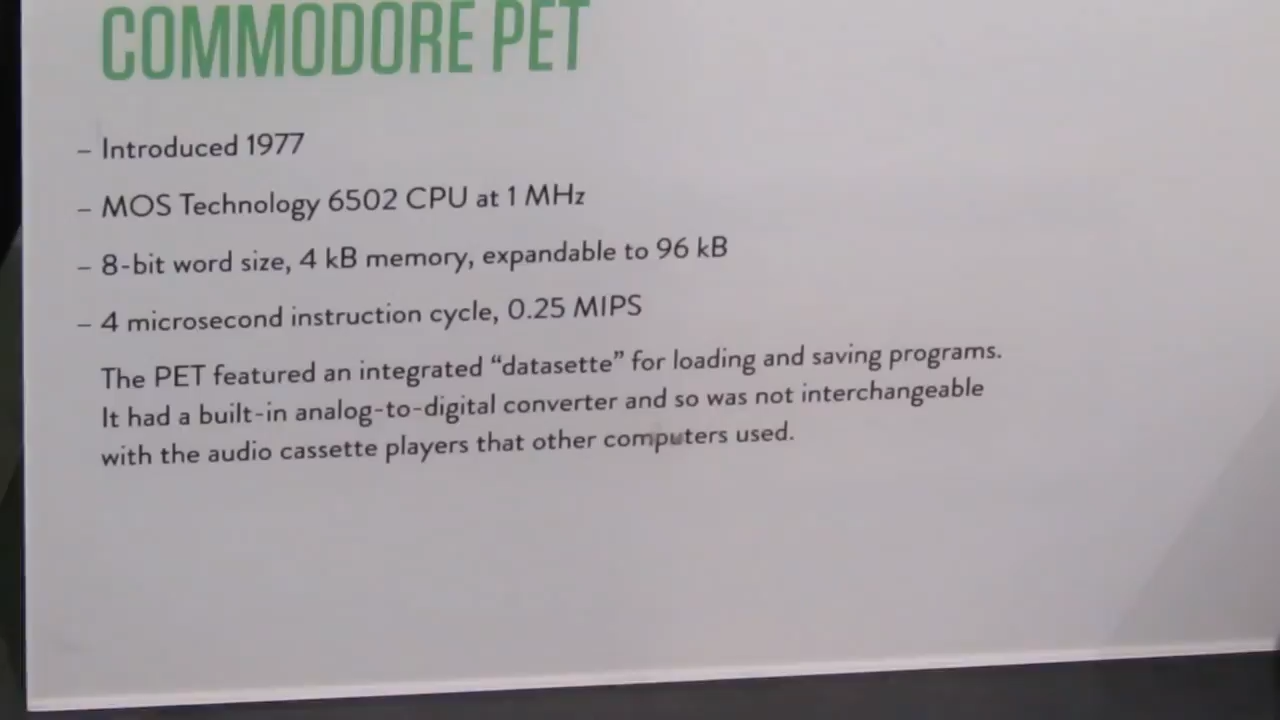 COMMODORE PET
– Introduced 1977
– MOS Technology 6502 CPU at 1 MHz
– 8-bit word size, 4 kB memory, expandable to 96 kB
– 4 microsecond instruction cycle, 0.25 MIPS
The PET featured an integrated “datasette” for loading and saving programs.
It had a built-in analog-to-digital converter and so was not interchangeable
with the audio cassette players that other computers used.